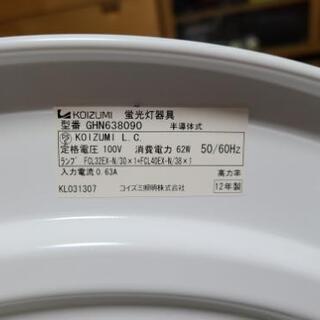 KOIZUMI 蛍光灯器具
型番 GHN638090 半導体式
KOIZUMI L.C.
定格電圧 100V 消費電力 62W 50/60Hz
ランプ FCL32EX-N/30×1+FCL40EX-N/38×1
入力電流 0.63A
KL031307 コイズミ照明株式会社 高力率
12年製